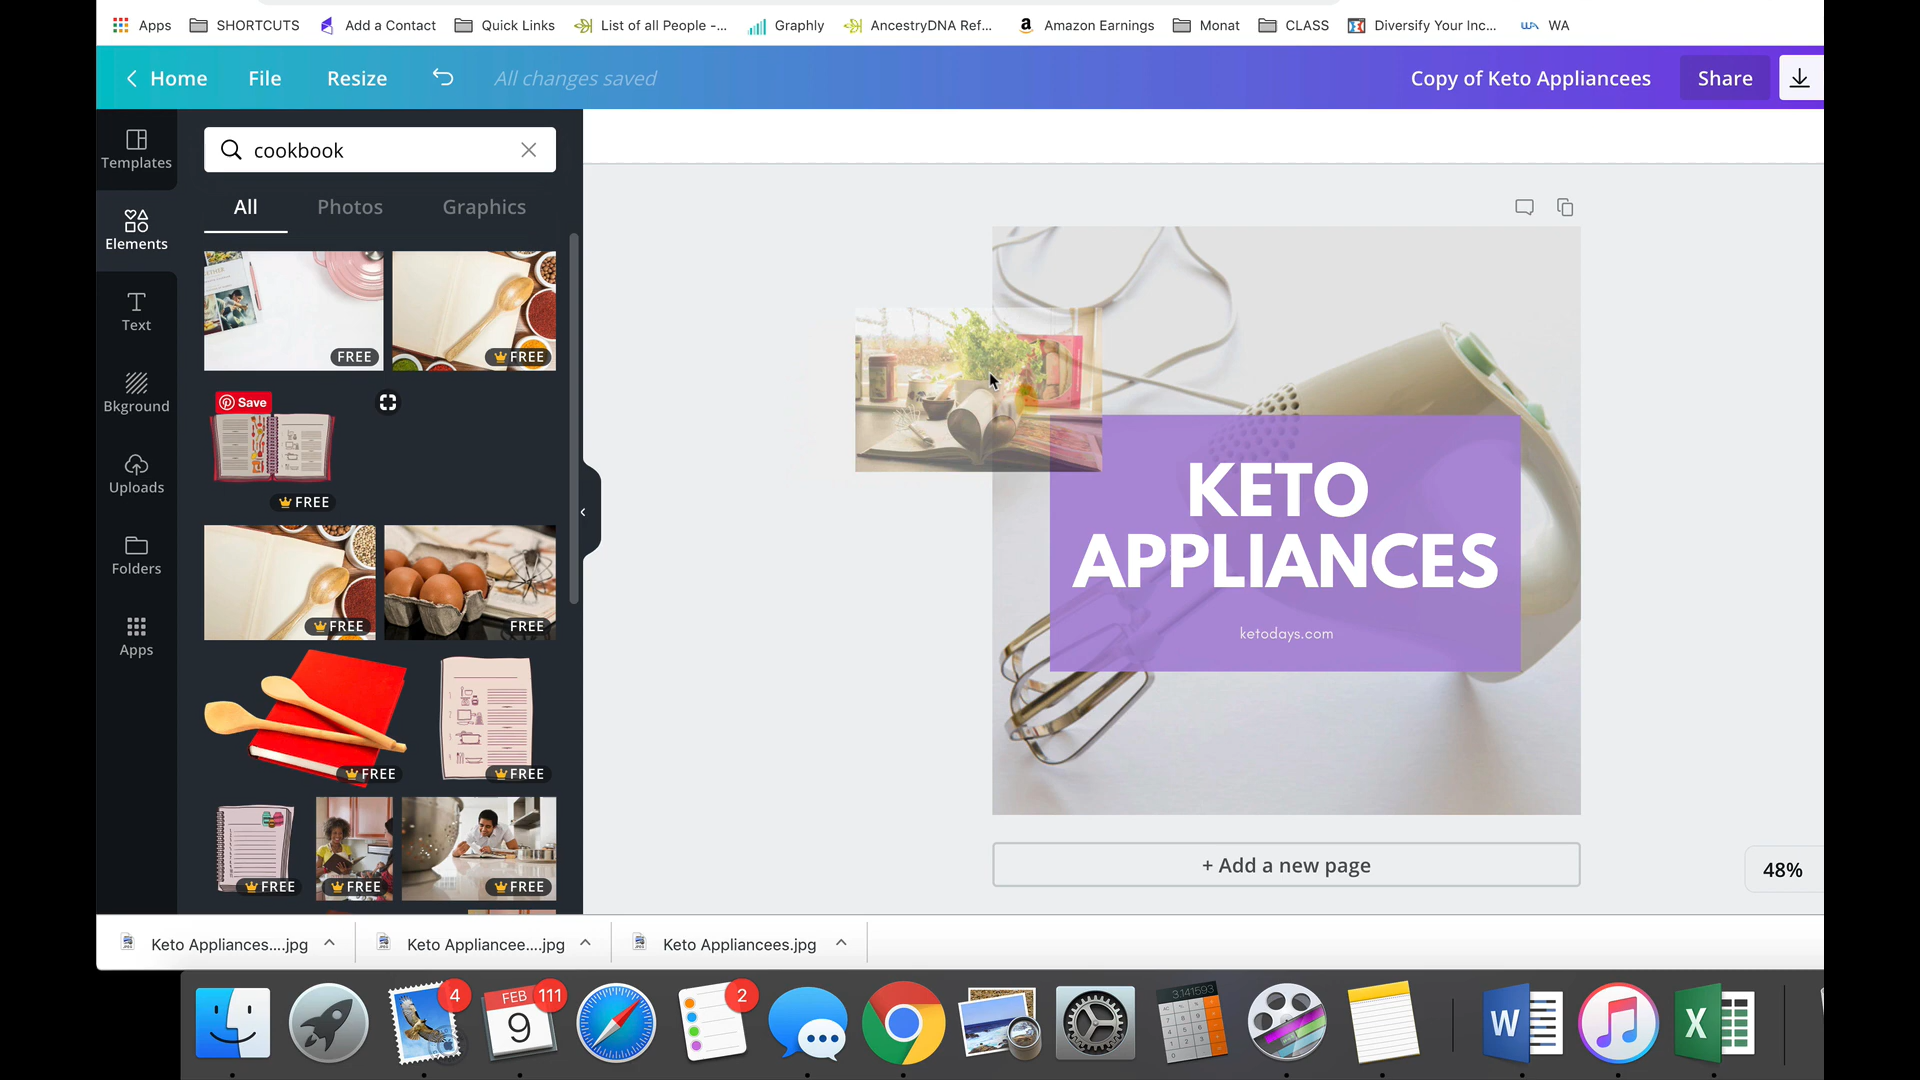 Apps SHORTCUTS Add a Contact Quick Links List of all People -... Graphly AncestryDNA Ref... Amazon Earnings Monat CLASS Diversify Your Inc... WA
Home File Resize All changes saved Copy of Keto Appliancees Share
Templates
Elements
Text
Bkground
Uploads
Folders
Apps
cookbook
All Photos Graphics
FREE FREE
Save
FREE
FREE FREE
FREE FREE
FREE FREE FREE
KETO
APPLIANCES
ketodays.com
+ Add a new page
48%
Keto Appliances....jpg Keto Appliancee....jpg Keto Appliancees.jpg
4 FEB 111 2 3.141593
9
W X